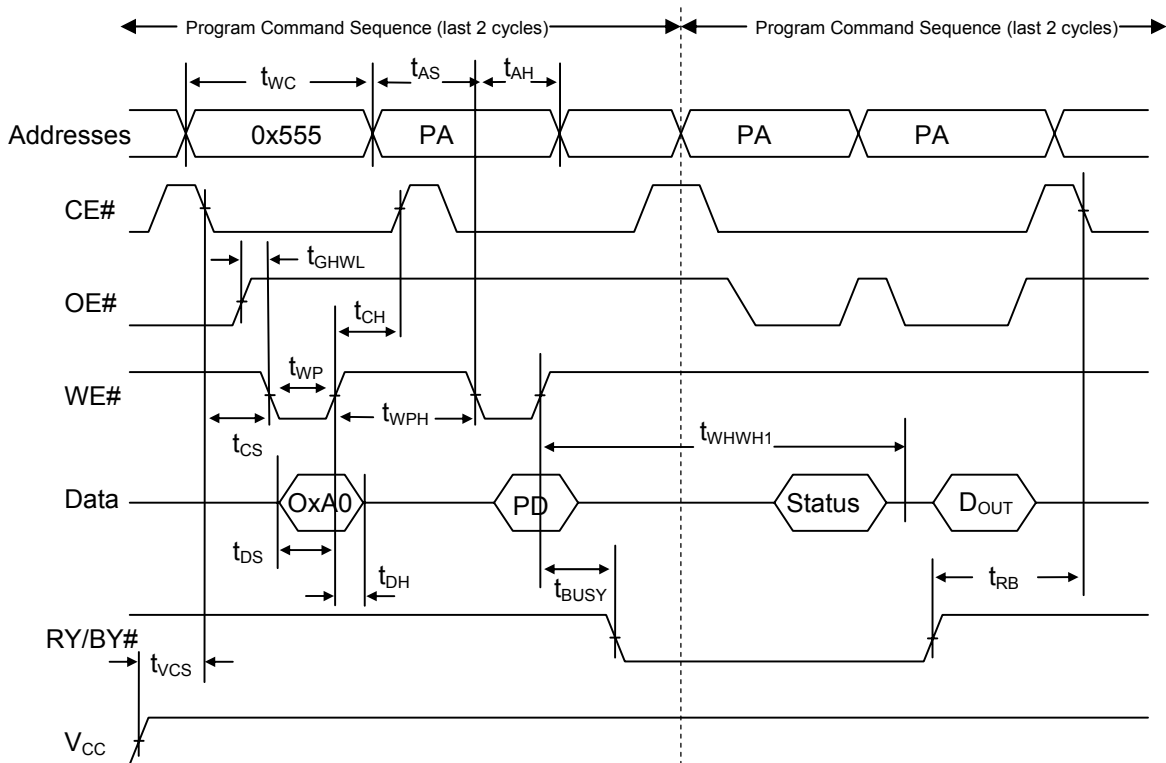 Program Command Sequence (last 2 cycles) Program Command Sequence (last 2 cycles)
tWC tAS tAH
Addresses 0x555 PA PA PA
CE#
tGHWL
OE#
tCH
tWP
WE#
tWPH
tWHWH1
tCS
Data OxA0 PD Status DOUT
tDS
tDH
tBUSY
tRB
RY/BY#
tVCS
VCC